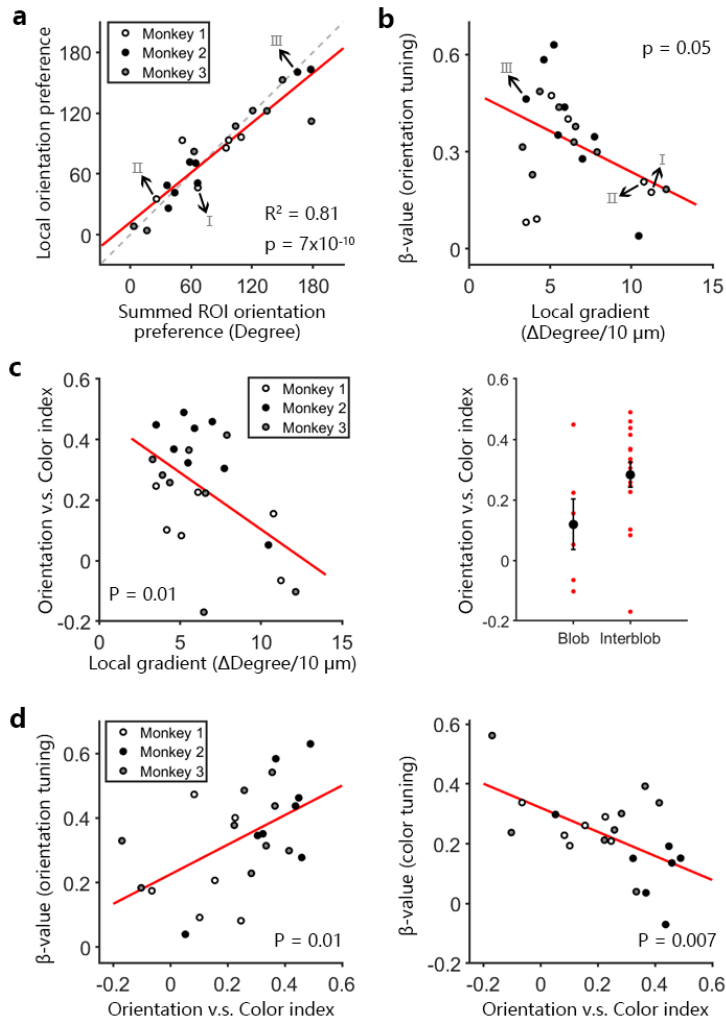 a
Local orientation preference
180
120
60
0
Monkey 1
Monkey 2
Monkey 3
III
II
I
R² = 0.81
p = 7x10⁻¹⁰
0 60 120 180
Summed ROI orientation
preference (Degree)
b
β-value (orientation tuning)
0.6
0.3
0
p = 0.05
III
I
II
0 5 10 15
Local gradient
(ΔDegree/10 μm)
c
Orientation v.s. Color index
0.6
0.4
0.2
0
-0.2
Monkey 1
Monkey 2
Monkey 3
P = 0.01
0 5 10 15
Local gradient (ΔDegree/10 μm)
Orientation v.s. Color index
0.6
0.4
0.2
0
-0.2
Blob Interblob
d
β-value (orientation tuning)
0.6
0.4
0.2
0
Monkey 1
Monkey 2
Monkey 3
P = 0.01
-0.2 0 0.2 0.4 0.6
Orientation v.s. Color index
β-value (color tuning)
0.6
0.4
0.2
0
-0.2
P = 0.007
-0.2 0 0.2 0.4 0.6
Orientation v.s. Color index